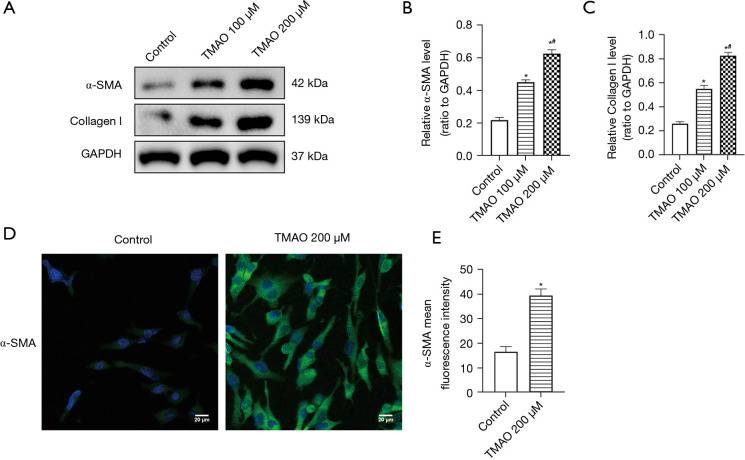 A
Control
TMAO 100 μM
TMAO 200 μM
α-SMA
42 kDa
Collagen I
139 kDa
GAPDH
37 kDa
B
Relative α-SMA level
(ratio to GAPDH)
0.8
0.6
0.4
0.2
0.0
*
*#
Control
TMAO 100 μM
TMAO 200 μM
C
Relative Collagen I level
(ratio to GAPDH)
1.0
0.8
0.6
0.4
0.2
0.0
*
*#
Control
TMAO 100 μM
TMAO 200 μM
D
Control
TMAO 200 μM
α-SMA
20 μm
20 μm
E
α-SMA mean
fluorescence intensity
50
40
30
20
10
0
*
Control
TMAO 200 μM